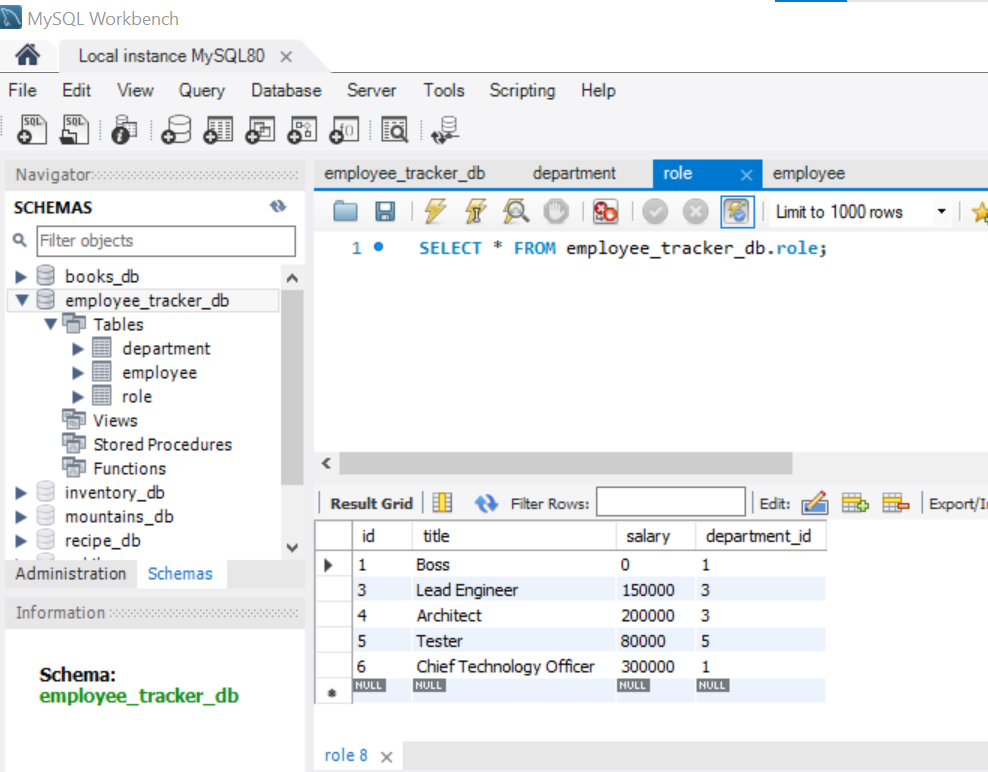 MySQL Workbench
Local instance MySQL80
File Edit View Query Database Server Tools Scripting Help
SQL SQL
Navigator
SCHEMAS
Filter objects
books_db
employee_tracker_db
Tables
department
employee
role
Views
Stored Procedures
Functions
inventory_db
mountains_db
recipe_db
Administration Schemas
Information
Schema:
employee_tracker_db
employee_tracker_db department role employee
Limit to 1000 rows
1 SELECT * FROM employee_tracker_db.role;
Result Grid Filter Rows: Edit: Export/I
id title salary department_id
1 Boss 0 1
3 Lead Engineer 150000 3
4 Architect 200000 3
5 Tester 80000 5
6 Chief Technology Officer 300000 1
NULL NULL NULL NULL
role 8